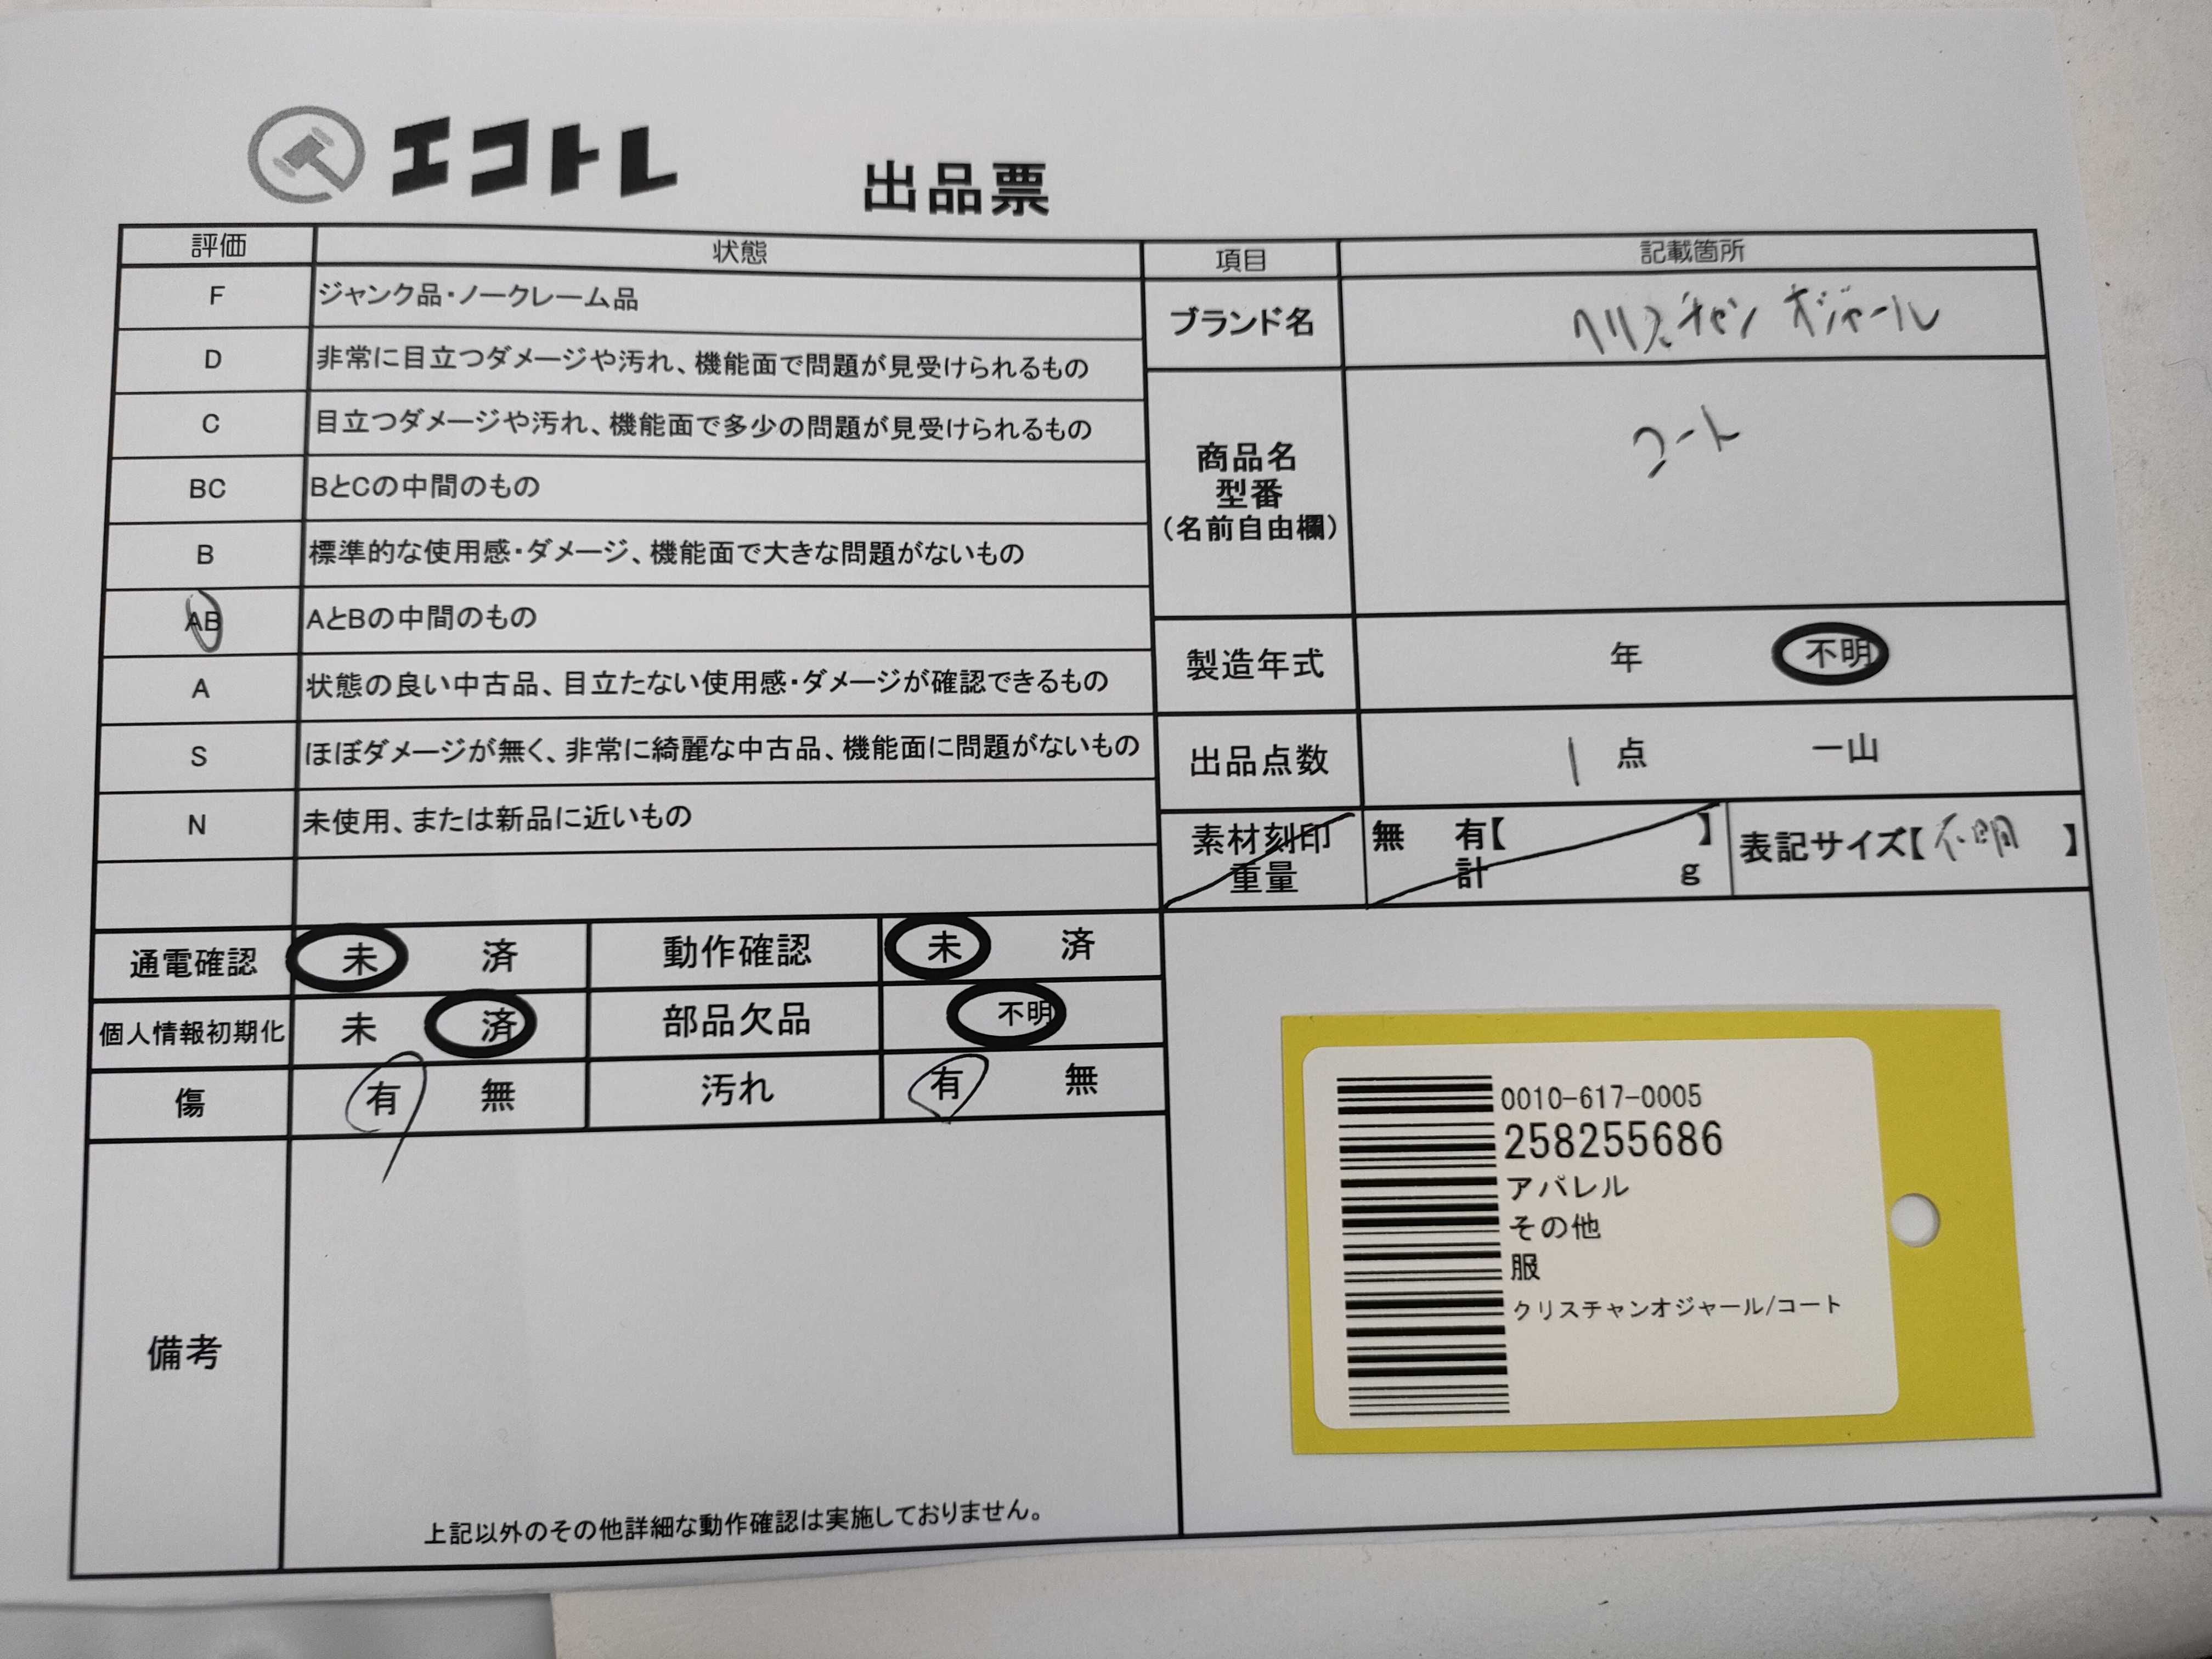 エコトレ
出品票
評価 状態
F ジャンク品・ノークレーム品
D 非常に目立つダメージや汚れ、機能面で問題が見受けられるもの
C 目立つダメージや汚れ、機能面で多少の問題が見受けられるもの
BC BとCの中間のもの
B 標準的な使用感・ダメージ、機能面で大きな問題がないもの
AB AとBの中間のもの
A 状態の良い中古品、目立たない使用感・ダメージが確認できるもの
S ほぼダメージが無く、非常に綺麗な中古品、機能面に問題がないもの
N 未使用、または新品に近いもの
通電確認 未 済 動作確認 未 済
個人情報初期化 未 済 部品欠品 不明
傷 有 無 汚れ 有 無
備考
上記以外のその他詳細な動作確認は実施しておりません。
項目 記載箇所
ブランド名 クリスチャン オジャール
商品名
型番
(名前自由欄)
コート
製造年式 年 不明
出品点数 1 点 一山
素材刻印 無 有【 】
重量 計 g
表記サイズ【不明 】
0010-617-0005
258255686
アパレル
その他
服
クリスチャンオジャール/コート